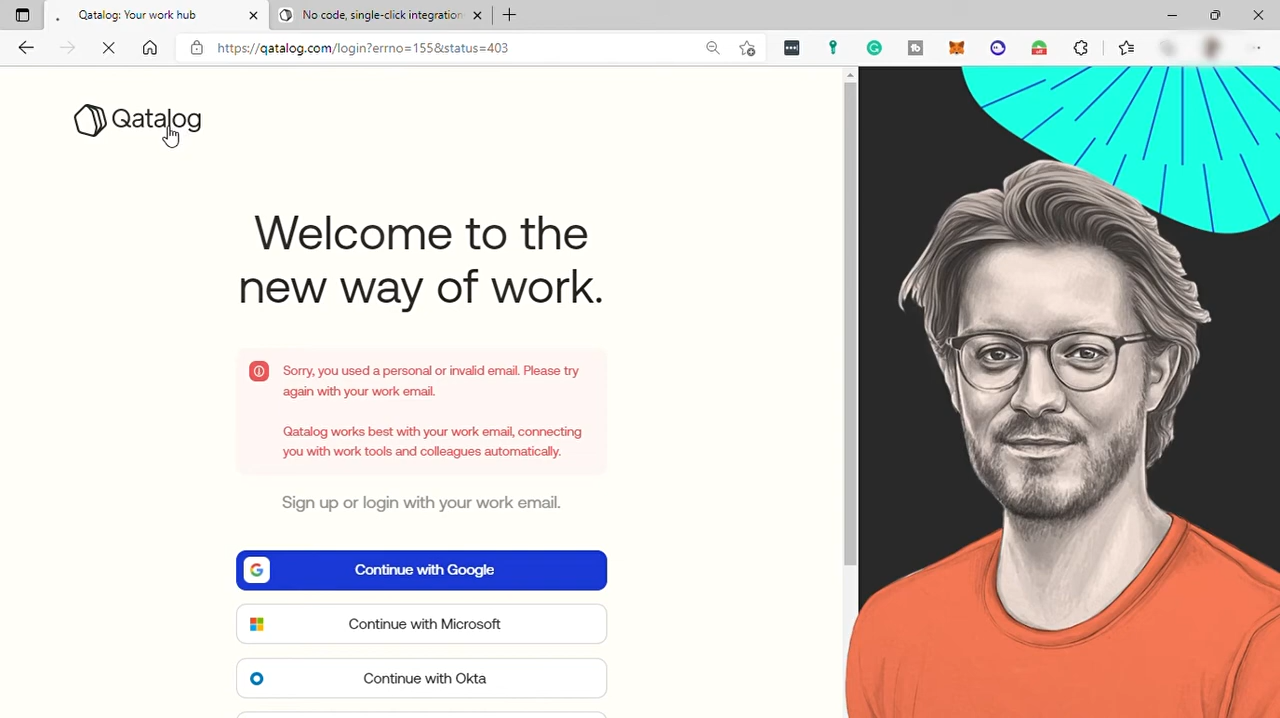 Qatalog: Your work hub
No code, single-click integration
https://qatalog.com/login?errno=155&status=403
Qatalog
Welcome to the
new way of work.
Sorry, you used a personal or invalid email. Please try
again with your work email.
Qatalog works best with your work email, connecting
you with work tools and colleagues automatically.
Sign up or login with your work email.
Continue with Google
Continue with Microsoft
Continue with Okta